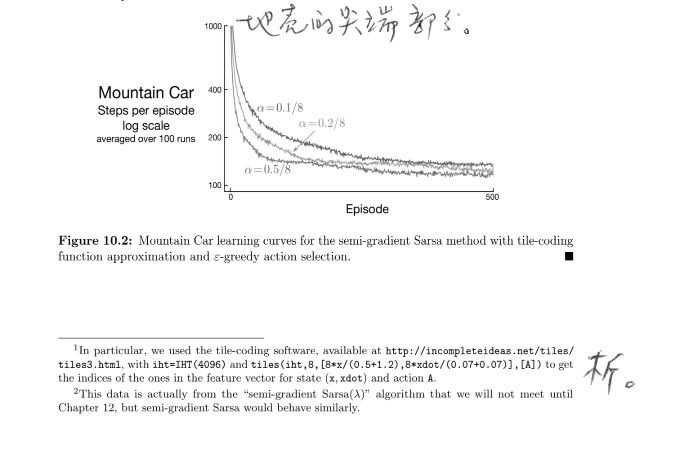 地壳的尖端部分。
1000
400
200
100
Mountain Car
Steps per episode
log scale
averaged over 100 runs
α=0.1/8
α=0.2/8
α=0.5/8
0
500
Episode
Figure 10.2: Mountain Car learning curves for the semi-gradient Sarsa method with tile-coding
function approximation and ε-greedy action selection.
■
¹In particular, we used the tile-coding software, available at http://incompleteideas.net/tiles/
tiles3.html, with iht=IHT(4096) and tiles(iht,8,[8*x/(0.5+1.2),8*xdot/(0.07+0.07)],[A]) to get
the indices of the ones in the feature vector for state (x,xdot) and action A.
²This data is actually from the “semi-gradient Sarsa(λ)” algorithm that we will not meet until
Chapter 12, but semi-gradient Sarsa would behave similarly.
析。